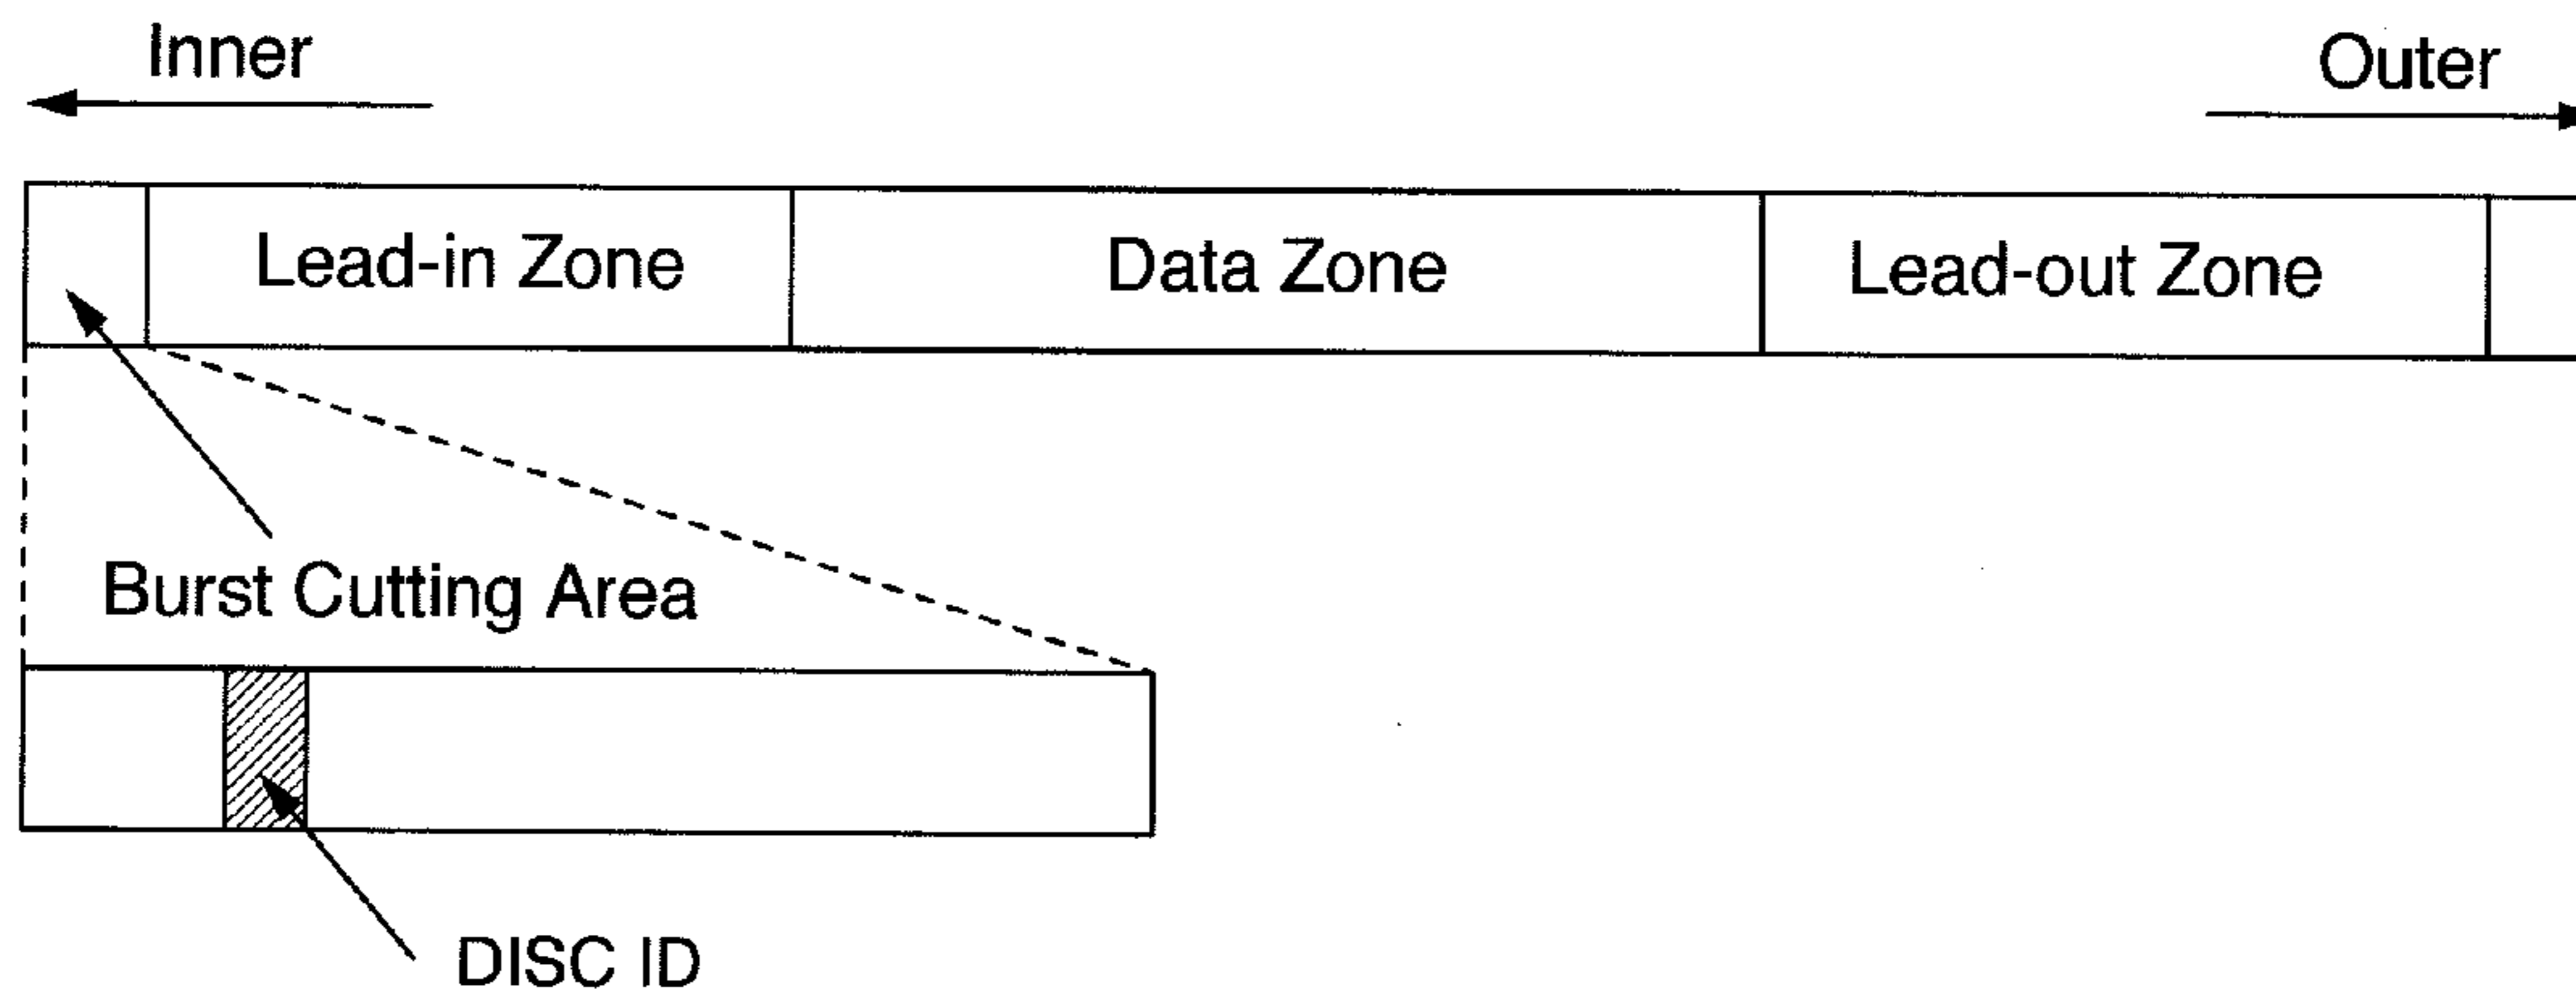 Inner
Outer
Lead-in Zone
Data Zone
Lead-out Zone
Burst Cutting Area
DISC ID